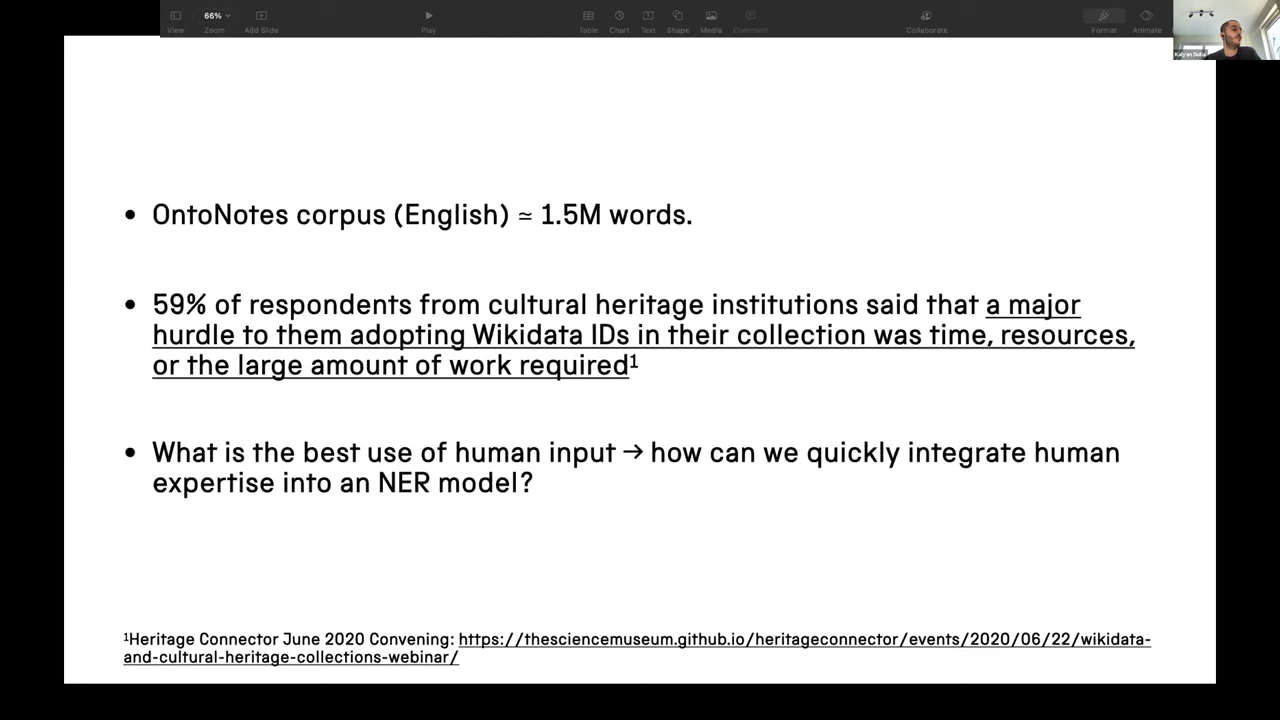 66%
View
Zoom
Add Slide
Play
Table
Chart
Text
Shape
Media
Comment
Collaborate
Format
Animate
Kalyan Dutia
• OntoNotes corpus (English) ≃ 1.5M words.
• 59% of respondents from cultural heritage institutions said that a major
hurdle to them adopting Wikidata IDs in their collection was time, resources,
or the large amount of work required¹
• What is the best use of human input → how can we quickly integrate human
expertise into an NER model?
¹Heritage Connector June 2020 Convening: https://thesciencemuseum.github.io/heritageconnector/events/2020/06/22/wikidata-
and-cultural-heritage-collections-webinar/